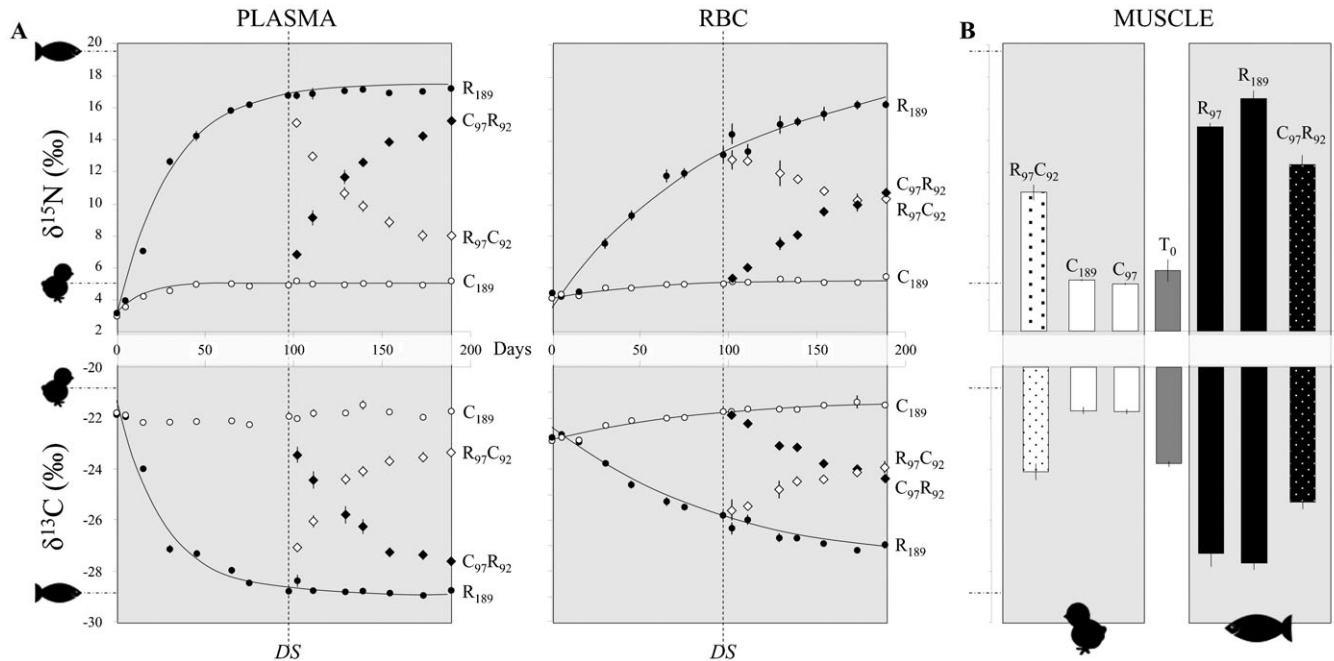 PLASMA
RBC
MUSCLE
A
B
δ15N (‰)
20
18
16
14
12
10
8
6
4
2
R189
C97R92
R97C92
C189
R189
C97R92
R97C92
C189
R97C92
C189
C97
T0
R97
R189
C97R92
0 50 100 150 200
Days
0 50 100 150 200
δ13C (‰)
-20
-22
-24
-26
-28
-30
C189
R97C92
C97R92
R189
C189
R97C92
C97R92
R189
DS
DS